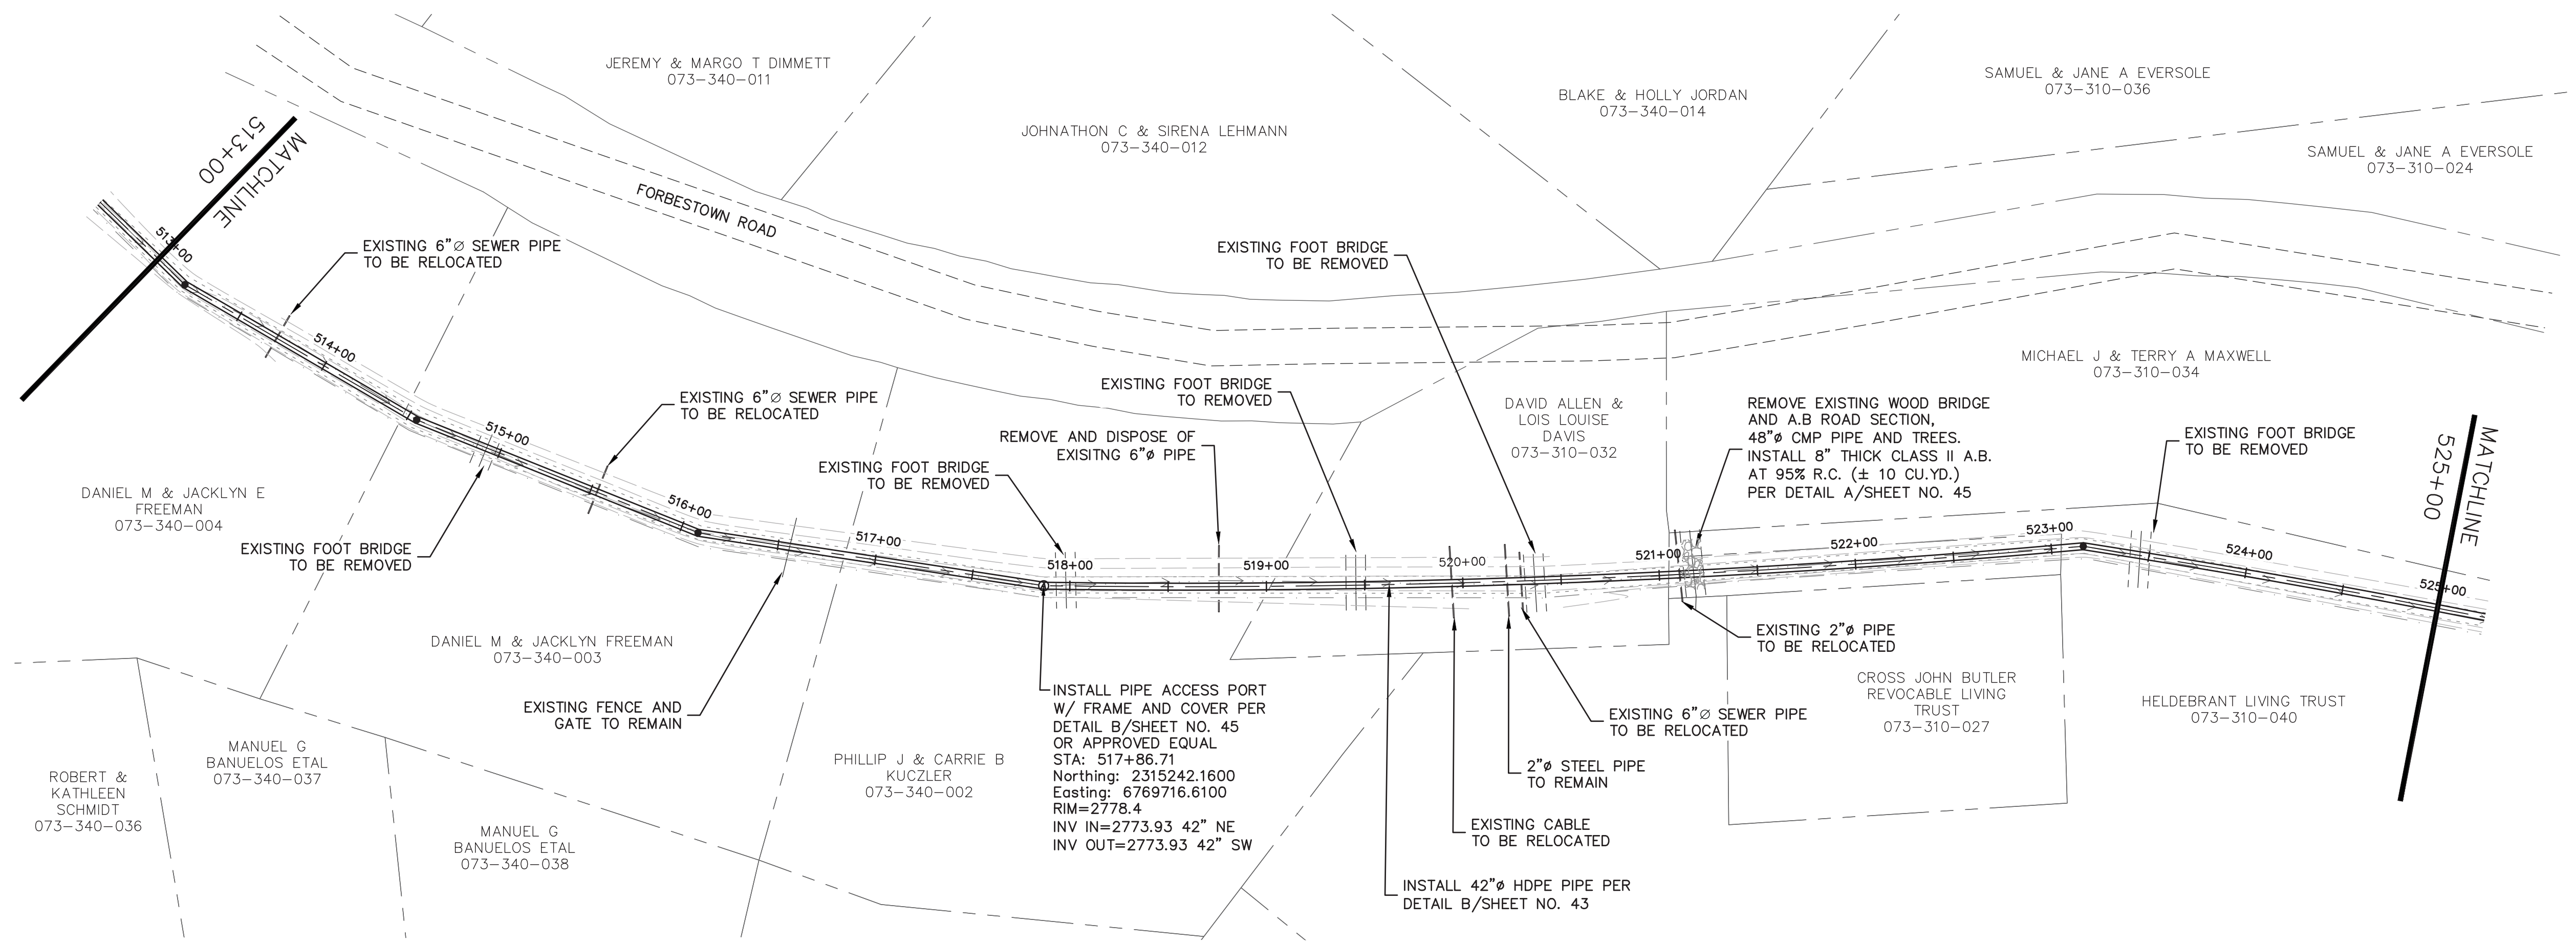 JEREMY & MARGO T DIMMETT
073-340-011
JOHNATHON C & SIRENA LEHMANN
073-340-012
BLAKE & HOLLY JORDAN
073-340-014
SAMUEL & JANE A EVERSOLE
073-310-036
SAMUEL & JANE A EVERSOLE
073-310-024
MATCHLINE
513+00
FORBESTOWN ROAD
513+00
EXISTING 6"∅ SEWER PIPE
TO BE RELOCATED
514+00
EXISTING FOOT BRIDGE
TO BE REMOVED
MICHAEL J & TERRY A MAXWELL
073-310-034
EXISTING 6"∅ SEWER PIPE
TO BE RELOCATED
515+00
EXISTING FOOT BRIDGE
TO REMOVED
DAVID ALLEN &
LOIS LOUISE
DAVIS
073-310-032
REMOVE EXISTING WOOD BRIDGE
AND A.B ROAD SECTION,
48"ø CMP PIPE AND TREES.
INSTALL 8" THICK CLASS II A.B.
AT 95% R.C. (± 10 CU.YD.)
PER DETAIL A/SHEET NO. 45
REMOVE AND DISPOSE OF
EXISITNG 6"ø PIPE
EXISTING FOOT BRIDGE
TO BE REMOVED
EXISTING FOOT BRIDGE
TO BE REMOVED
MATCHLINE
525+00
DANIEL M & JACKLYN E
FREEMAN
073-340-004
EXISTING FOOT BRIDGE
TO BE REMOVED
516+00
517+00
518+00
519+00
520+00
521+00
522+00
523+00
524+00
525+00
DANIEL M & JACKLYN FREEMAN
073-340-003
EXISTING 2"ø PIPE
TO BE RELOCATED
EXISTING FENCE AND
GATE TO REMAIN
INSTALL PIPE ACCESS PORT
W/ FRAME AND COVER PER
DETAIL B/SHEET NO. 45
OR APPROVED EQUAL
STA: 517+86.71
Northing: 2315242.1600
Easting: 6769716.6100
RIM=2778.4
INV IN=2773.93 42" NE
INV OUT=2773.93 42" SW
CROSS JOHN BUTLER
REVOCABLE LIVING
TRUST
073-310-027
HELDEBRANT LIVING TRUST
073-310-040
EXISTING 6"∅ SEWER PIPE
TO BE RELOCATED
2"ø STEEL PIPE
TO REMAIN
ROBERT &
KATHLEEN
SCHMIDT
073-340-036
MANUEL G
BANUELOS ETAL
073-340-037
MANUEL G
BANUELOS ETAL
073-340-038
PHILLIP J & CARRIE B
KUCZLER
073-340-002
EXISTING CABLE
TO BE RELOCATED
INSTALL 42"ø HDPE PIPE PER
DETAIL B/SHEET NO. 43